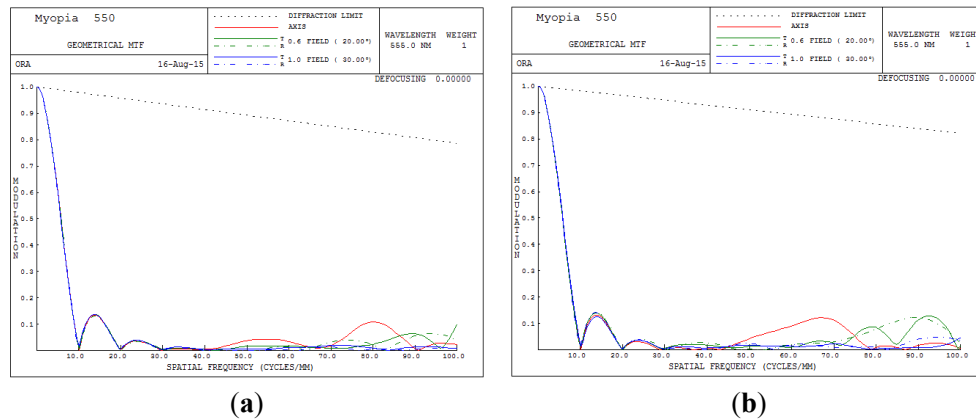 Myopia 550
GEOMETRICAL MTF
ORA 16-Aug-15
DIFFRACTION LIMIT
AXIS
T
R 0.6 FIELD ( 20.00°)
T
R 1.0 FIELD ( 30.00°)
WAVELENGTH WEIGHT
555.0 NM 1
DEFOCUSING 0.00000
1.0
0.9
0.8
0.7
0.6
0.5
0.4
0.3
0.2
0.1
MODULATION
10.0 20.0 30.0 40.0 50.0 60.0 70.0 80.0 90.0 100.0
SPATIAL FREQUENCY (CYCLES/MM)
(a)
Myopia 550
GEOMETRICAL MTF
ORA 16-Aug-15
DIFFRACTION LIMIT
AXIS
T
R 0.6 FIELD ( 20.00°)
T
R 1.0 FIELD ( 30.00°)
WAVELENGTH WEIGHT
555.0 NM 1
DEFOCUSING 0.00000
1.0
0.9
0.8
0.7
0.6
0.5
0.4
0.3
0.2
0.1
MODULATION
10.0 20.0 30.0 40.0 50.0 60.0 70.0 80.0 90.0 100.0
SPATIAL FREQUENCY (CYCLES/MM)
(b)